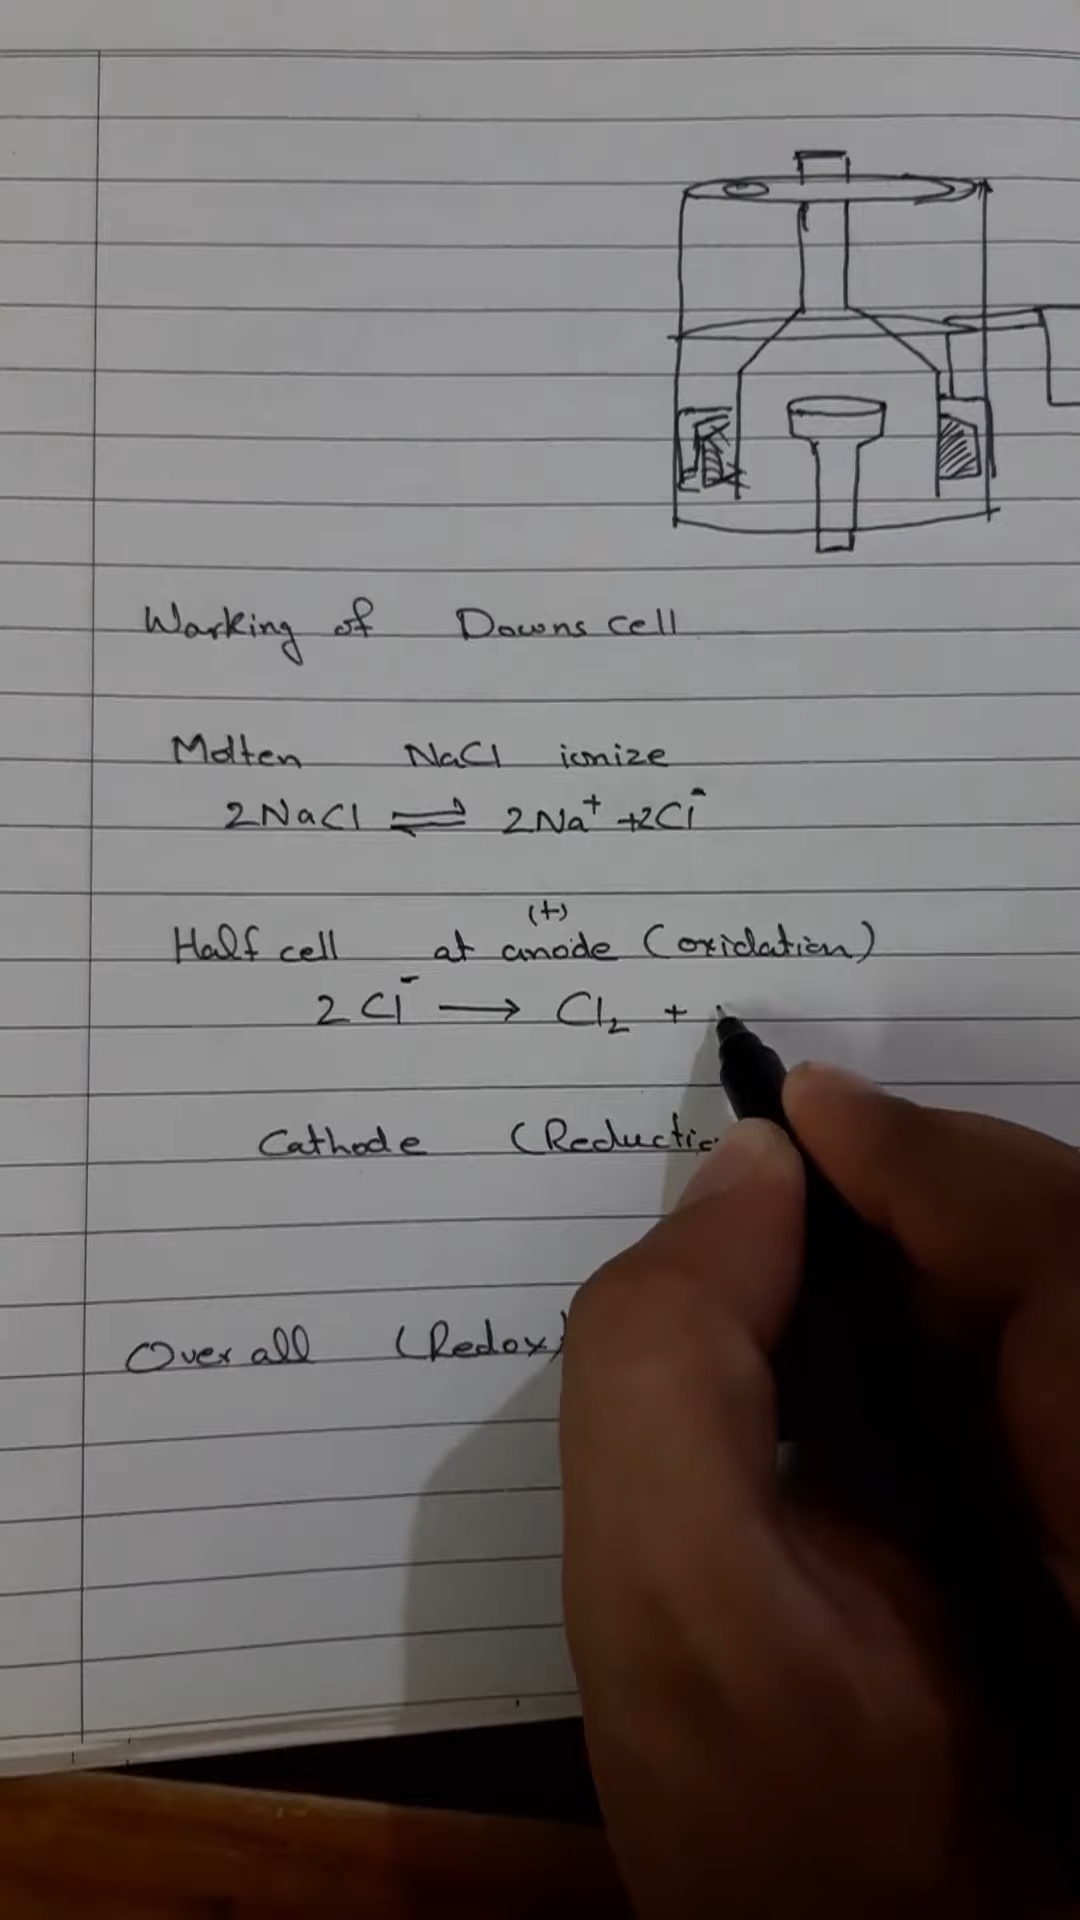 Working of Downs cell
Molten NaCl ionize
2NaCl ⇌ 2Na⁺ +2Cl⁻
(+)
Half cell at anode (oxidation)
2Cl⁻ → Cl₂ +
Cathode (Reductio
Over all (Redox)